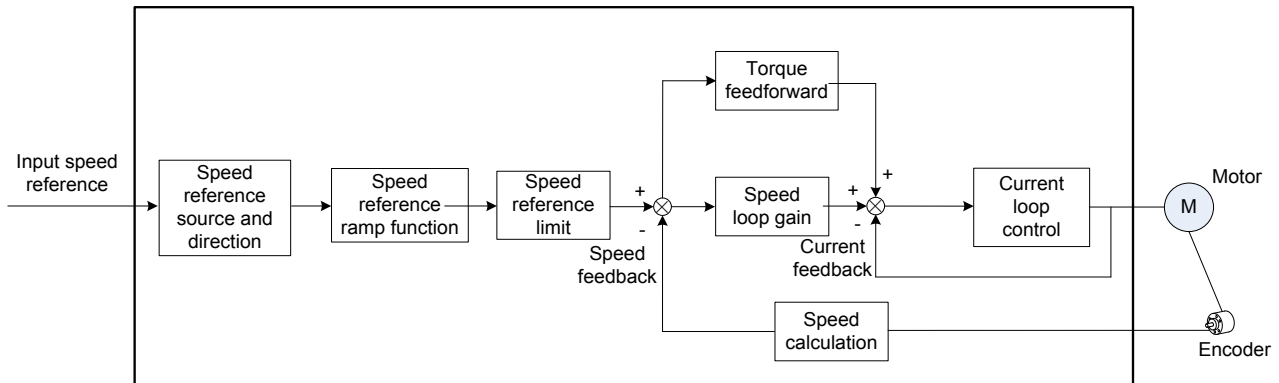 Input speed
reference
Speed
reference
source and
direction
Speed
reference
ramp function
Speed
reference
limit
+
-
Speed
feedback
Torque
feedforward
Speed
loop gain
+
+
-
Current
feedback
Current
loop
control
Motor
M
Speed
calculation
Encoder